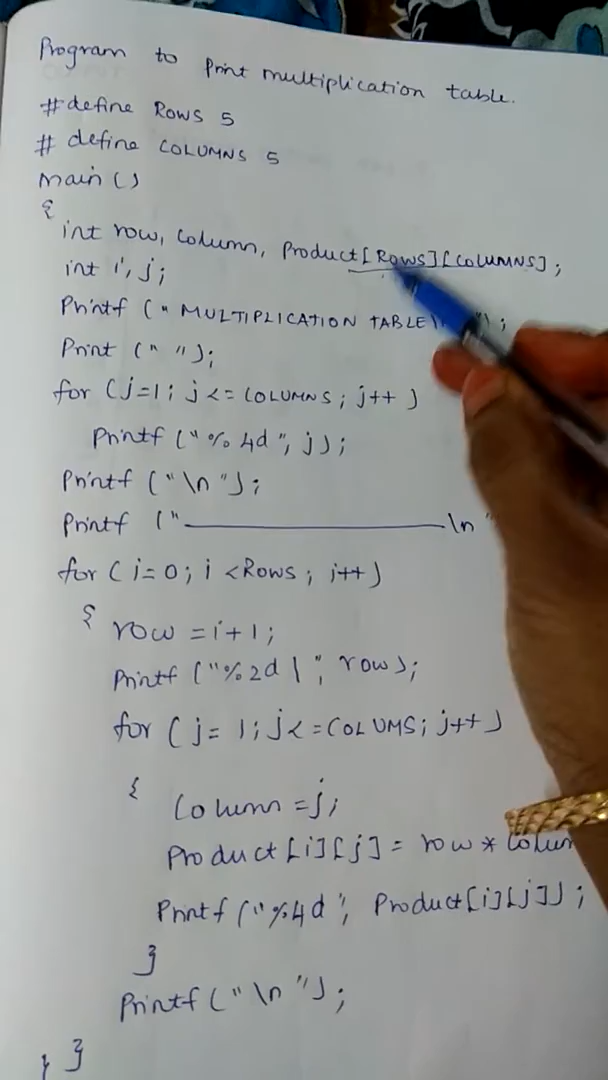 Program to Print multiplication table.
#define ROWS 5
# define COLUMNS 5
main ()
{
int row, column, Product[ROWS][COLUMNS];
int i, j;
Printf (" MULTIPLICATION TABLE ");
Print (" ");
for (j=1; j<= COLUMNS; j++)
Printf ("%4d", j);
Printf ("\n");
Printf ("____________\n"
for (i=0; i <ROWS; i++)
{ row = i+1;
Printf ("%2d |", row);
for (j= 1; j<=COLUMS; j++)
{ Column =j;
Product[i][j] = row *
Printf ("%4d", Product[i][j]);
}
Printf ("\n");
}
}